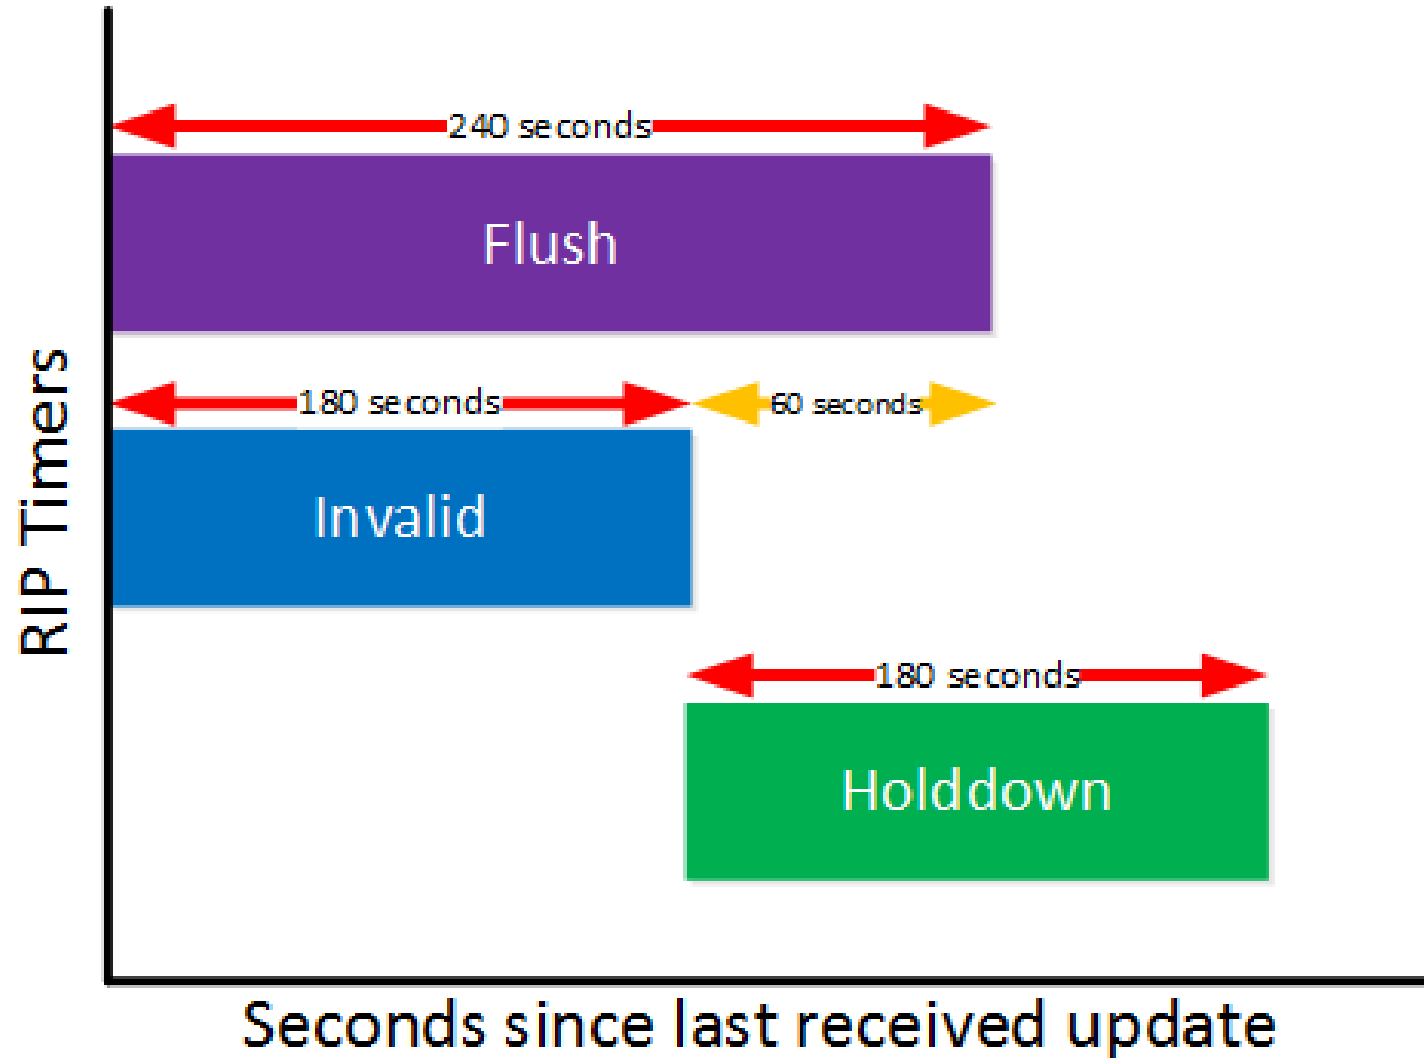 240 seconds
Flush
180 seconds
60 seconds
Invalid
180 seconds
Holddown
RIP Timers
Seconds since last received update